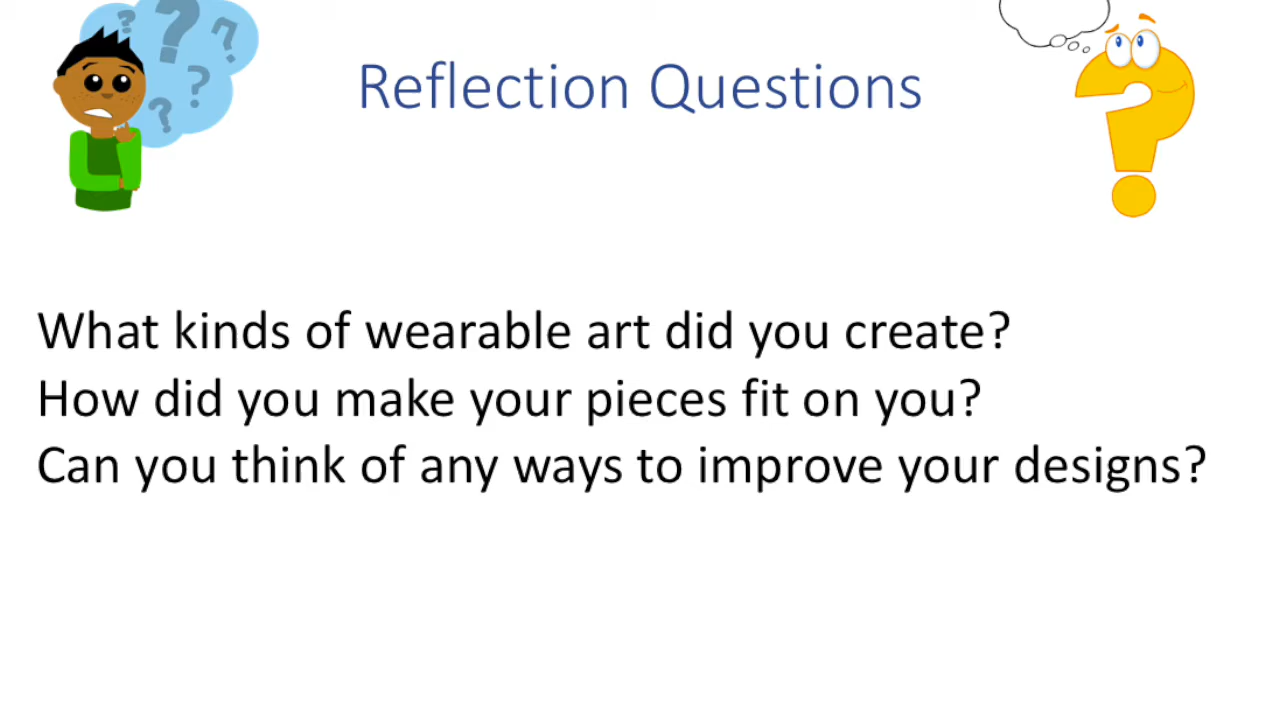 Reflection Questions
What kinds of wearable art did you create?
How did you make your pieces fit on you?
Can you think of any ways to improve your designs?